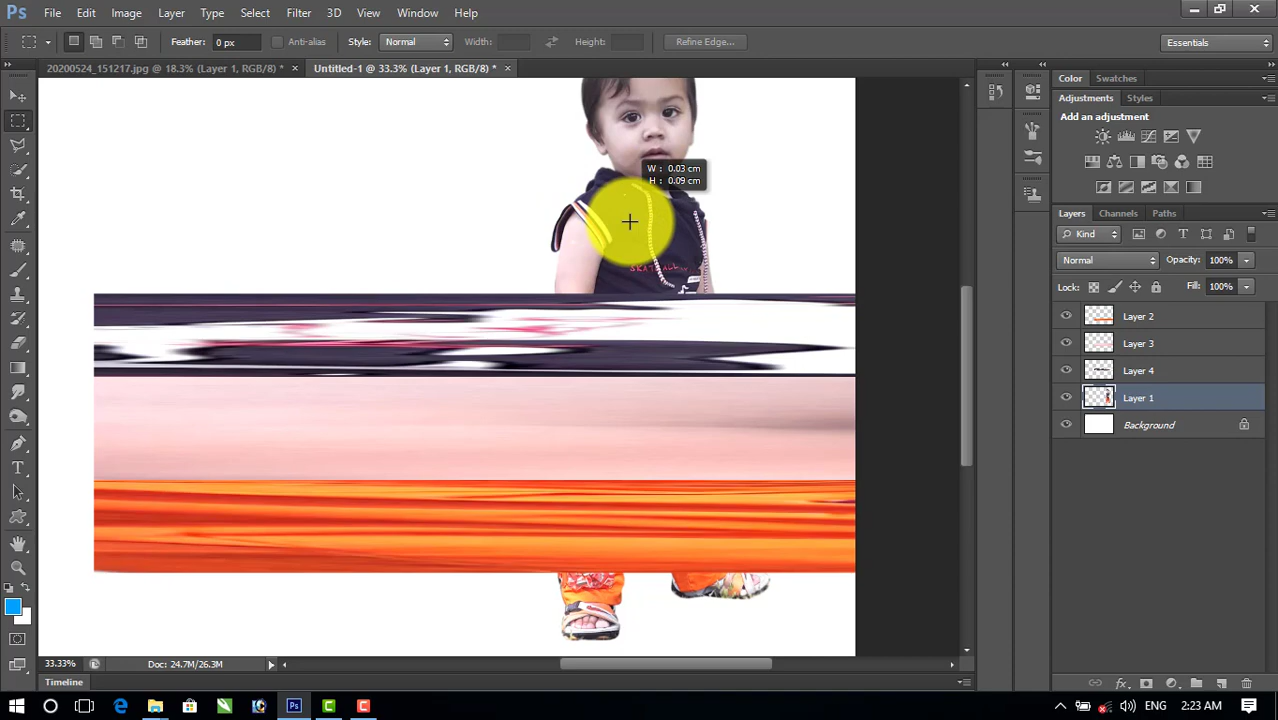 Ps File Edit Image Layer Type Select Filter 3D View Window Help
Feather: 0 px Anti-alias Style: Normal Width: Height: Refine Edge... Essentials
20200524_151217.jpg @ 18.3% (Layer 1, RGB/8) * × Untitled-1 @ 33.3% (Layer 1, RGB/8) * ×
Color Swatches
Adjustments Styles
Add an adjustment
W : 0.03 cm
H : 0.09 cm
Layers Channels Paths
Kind
Normal Opacity: 100%
Lock: Fill: 100%
Layer 2
Layer 3
Layer 4
Layer 1
Background
33.33% Doc: 24.7M/26.3M
Timeline
ENG 2:23 AM